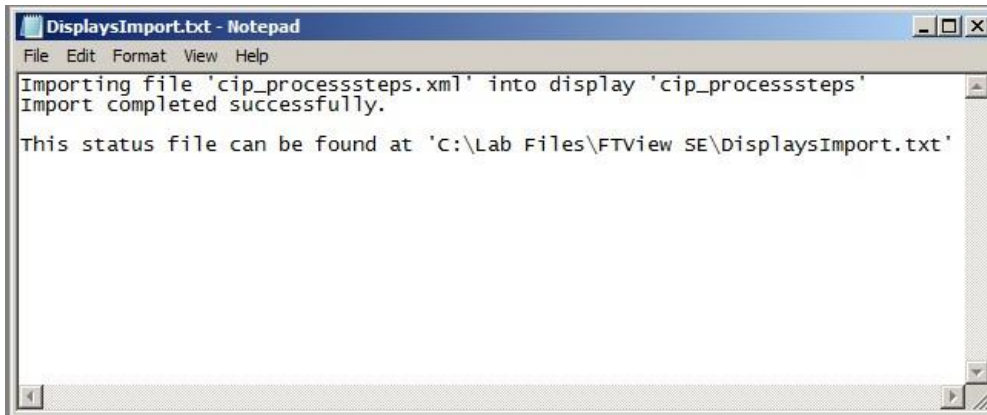 DisplaysImport.txt - Notepad
File Edit Format View Help
Importing file 'cip_processsteps.xml' into display 'cip_processsteps'
Import completed successfully.
This status file can be found at 'C:\Lab Files\FTView SE\DisplaysImport.txt'